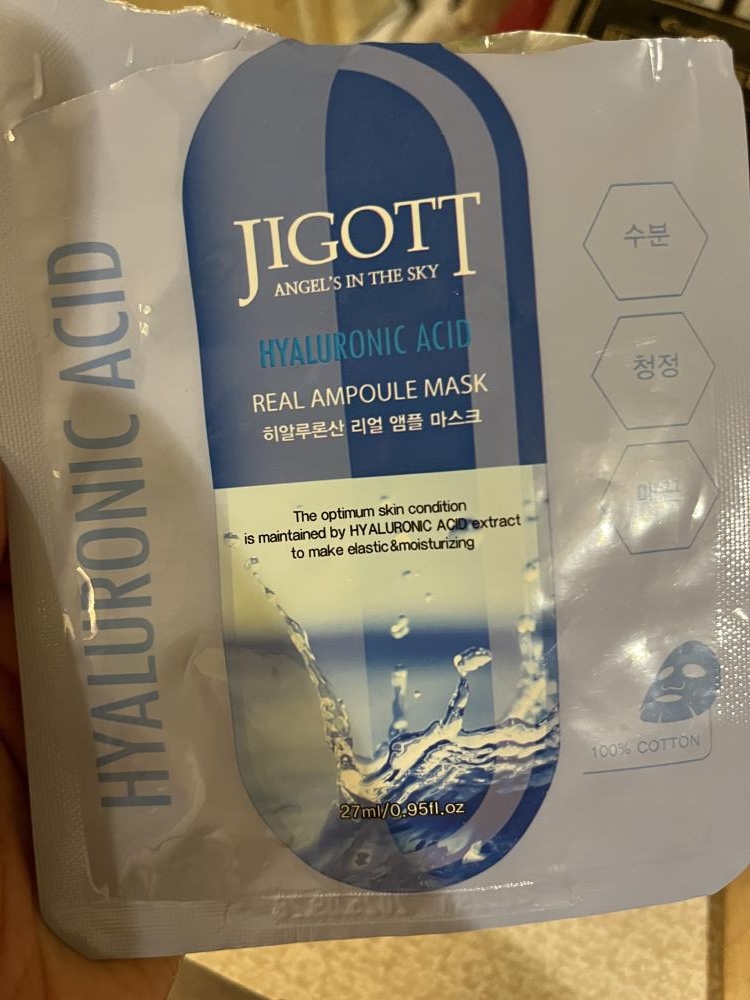 HYALURONIC ACID
JIGOTT
ANGEL'S IN THE SKY
HYALURONIC ACID
REAL AMPOULE MASK
히알루론산 리얼 앰플 마스크
The optimum skin condition
is maintained by HYALURONIC ACID extract
to make elastic&moisturizing
27ml/0.95fl.oz
수분
청정
100% COTTON